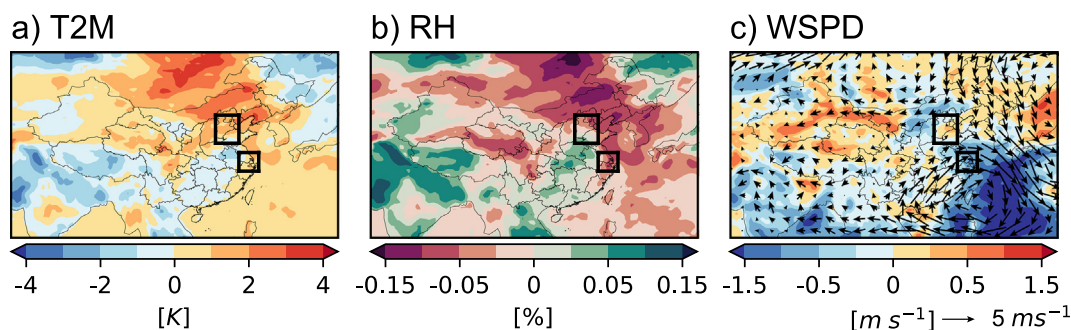 a) T2M
b) RH
c) WSPD
-4 -2 0 2 4
[K]
-0.15 -0.05 0 0.05 0.15
[%]
-1.5 -0.5 0 0.5 1.5
[m s⁻¹] → 5 ms⁻¹